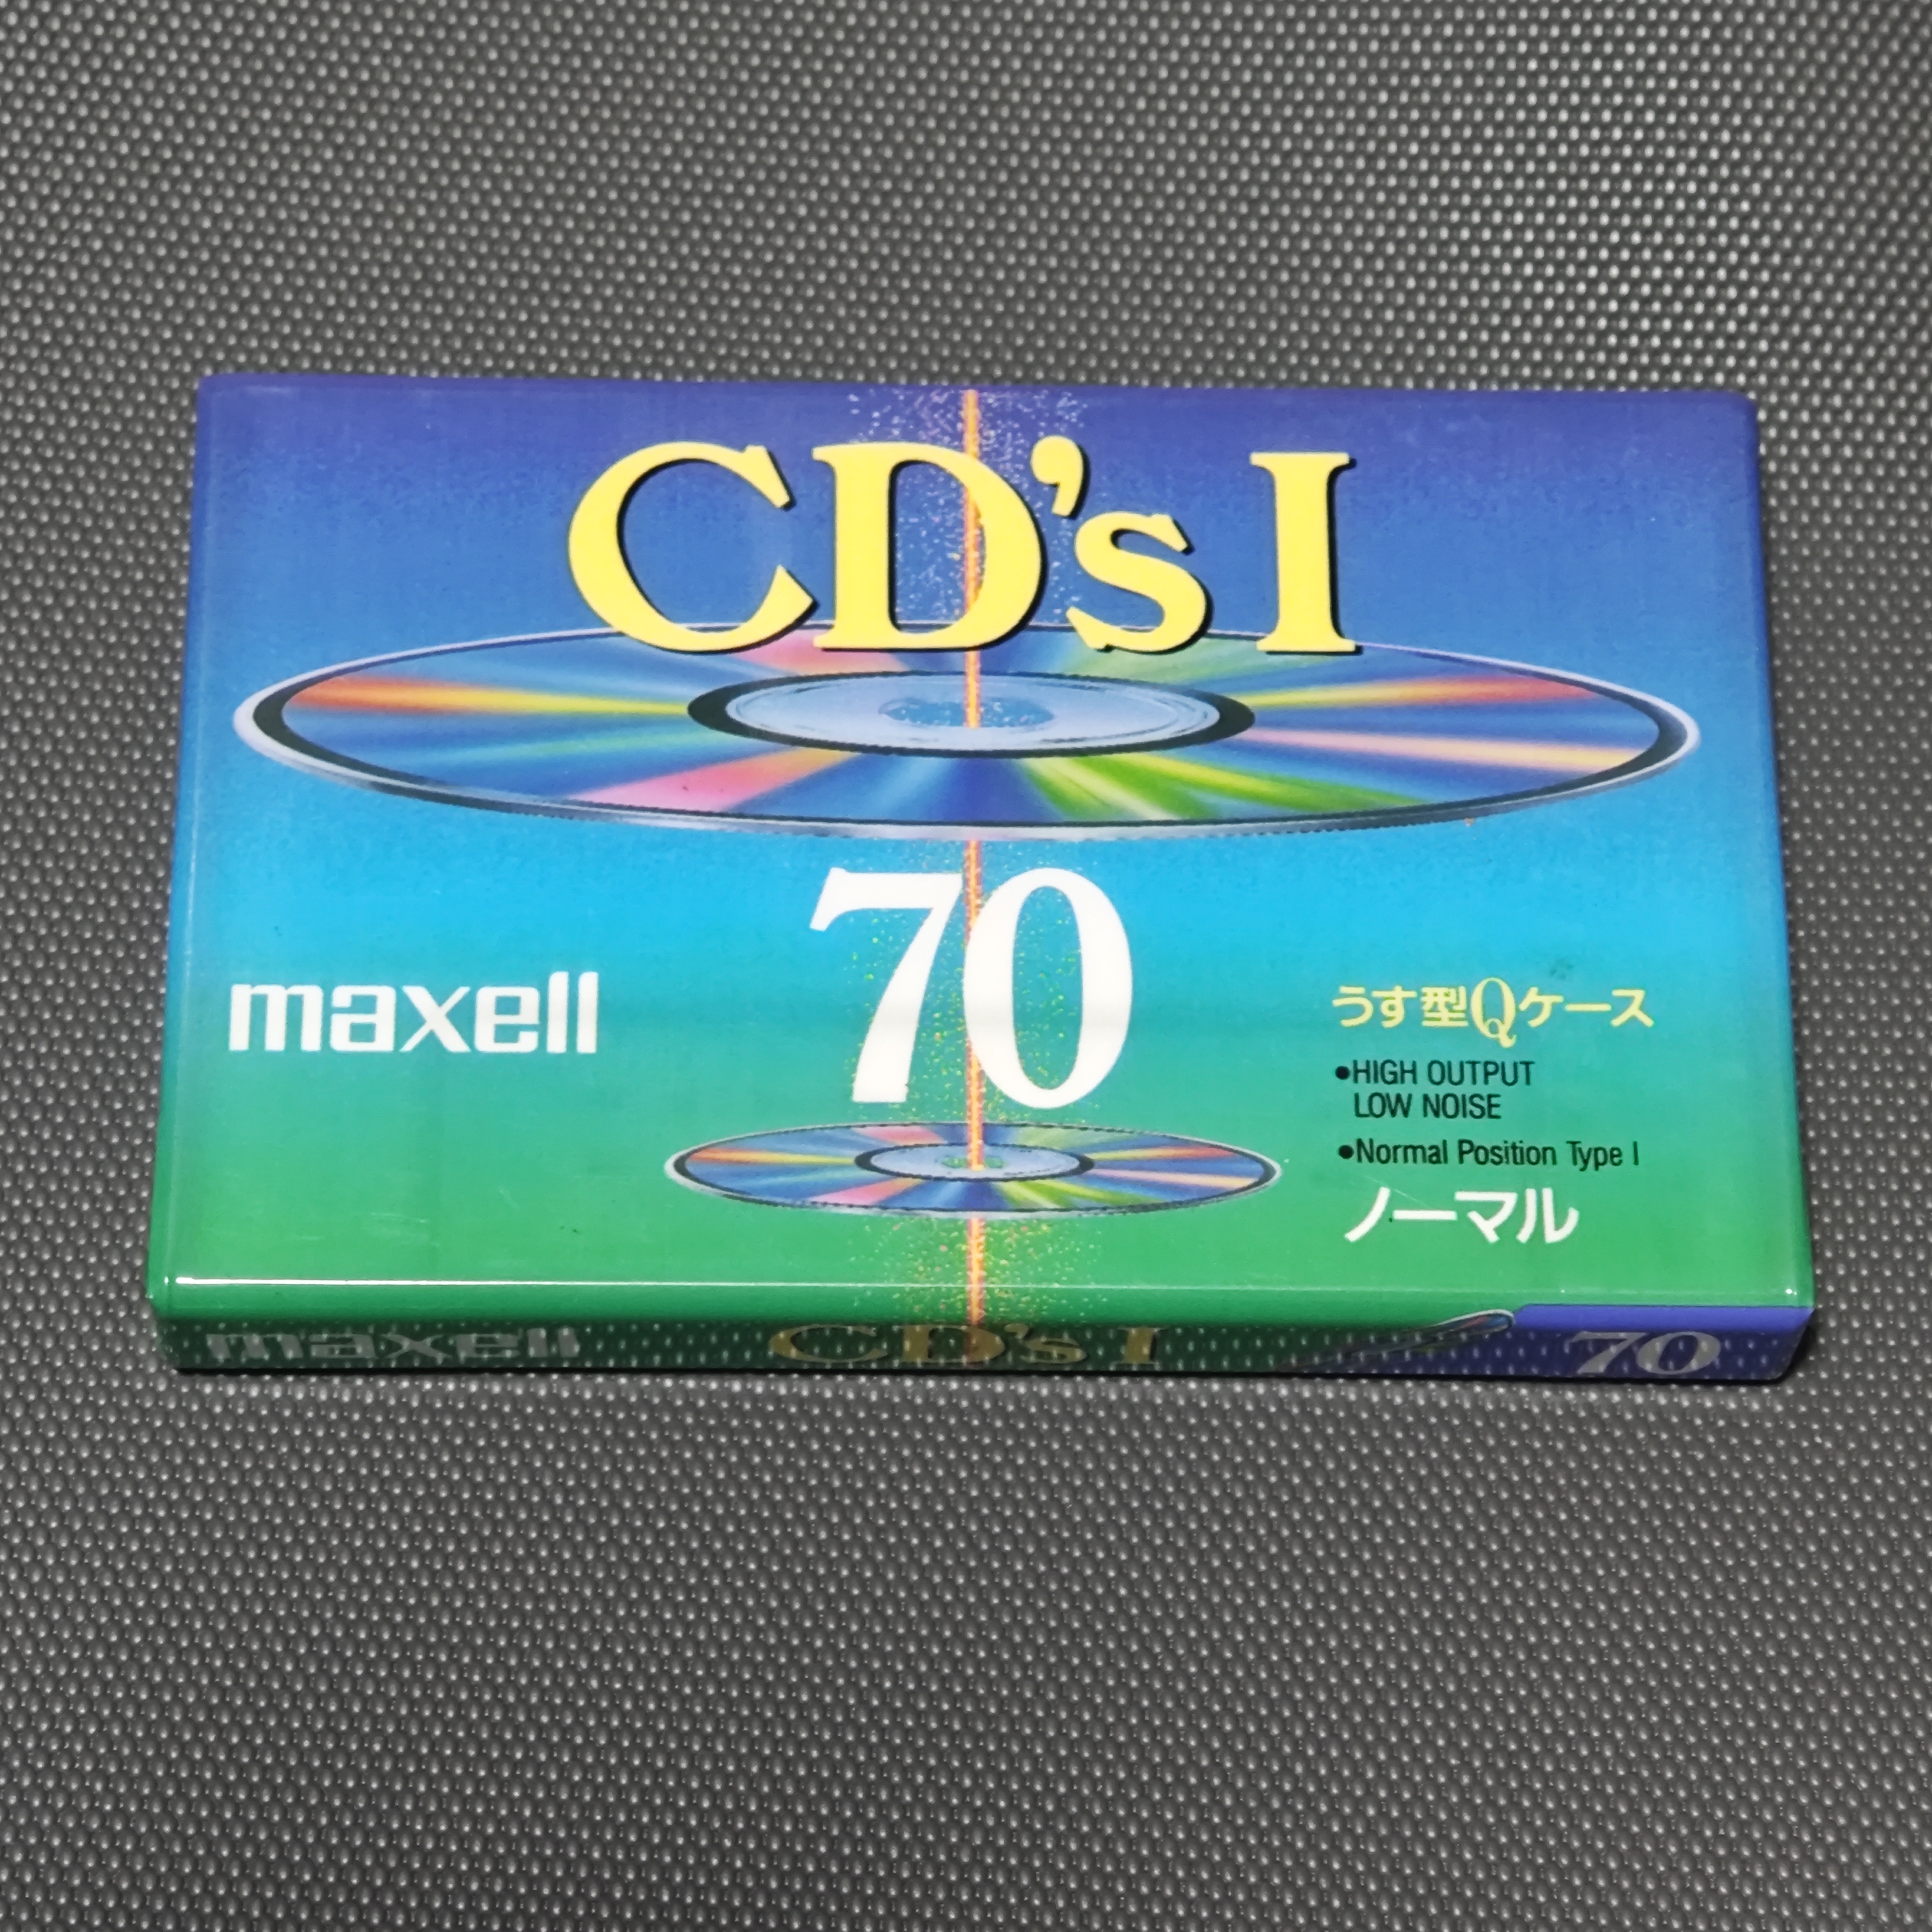 CD's I
70
maxell
うす型Qケース
•HIGH OUTPUT
LOW NOISE
•Normal Position Type I
ノーマル
maxell CD's I 70